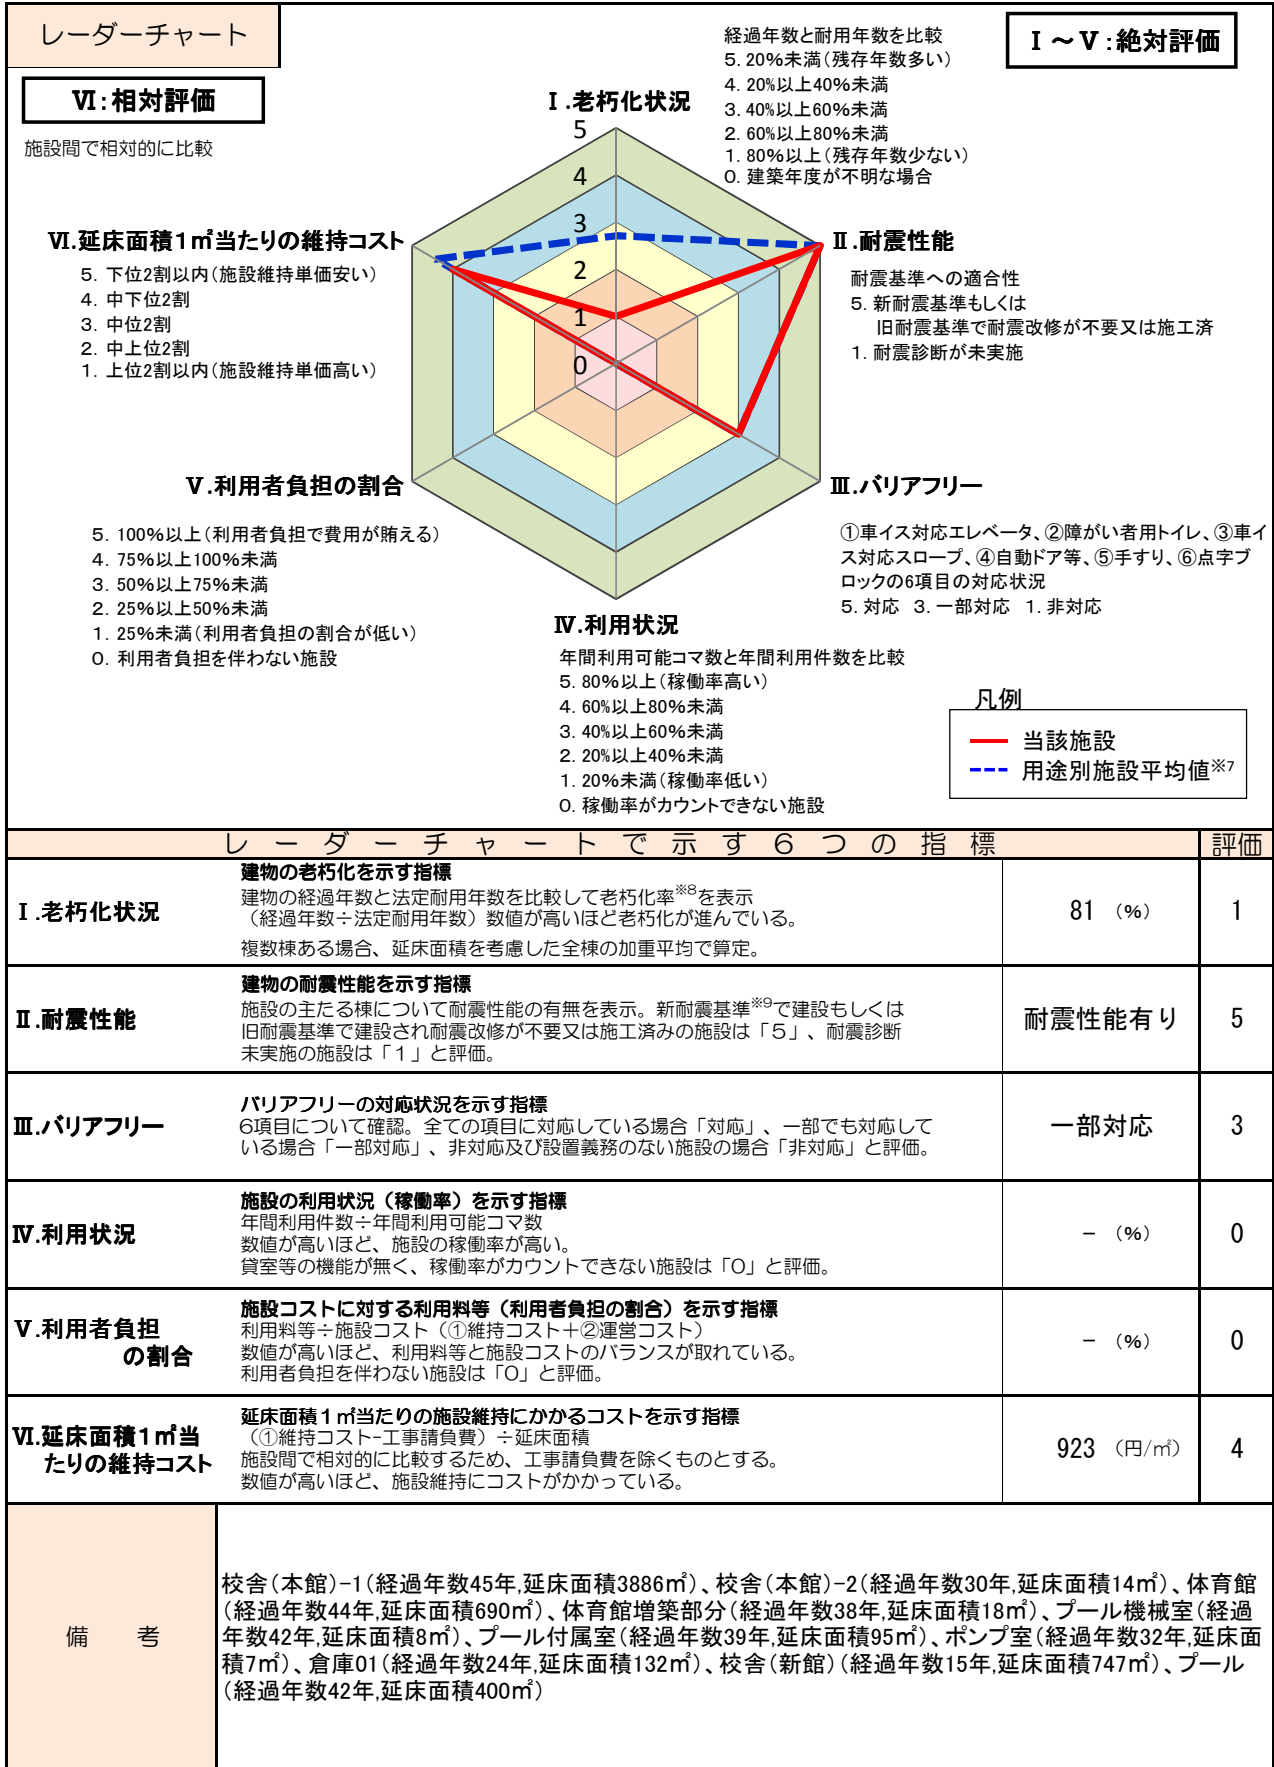 レーダーチャート
Ⅰ～Ⅴ:絶対評価
Ⅵ:相対評価
施設間で相対的に比較
経過年数と耐用年数を比較
5. 20%未満(残存年数多い)
4. 20%以上40%未満
3. 40%以上60%未満
2. 60%以上80%未満
1. 80%以上(残存年数少ない)
0. 建築年度が不明な場合
Ⅰ.老朽化状況
5
4
3
2
1
0
Ⅱ.耐震性能
耐震基準への適合性
5. 新耐震基準もしくは
旧耐震基準で耐震改修が不要又は施工済
1. 耐震診断が未実施
Ⅵ.延床面積1㎡当たりの維持コスト
5. 下位2割以内(施設維持単価安い)
4. 中下位2割
3. 中位2割
2. 中上位2割
1. 上位2割以内(施設維持単価高い)
Ⅴ.利用者負担の割合
5. 100%以上(利用者負担で費用が賄える)
4. 75%以上100%未満
3. 50%以上75%未満
2. 25%以上50%未満
1. 25%未満(利用者負担の割合が低い)
0. 利用者負担を伴わない施設
Ⅲ.バリアフリー
①車イス対応エレベータ、②障がい者用トイレ、③車イ
ス対応スロープ、④自動ドア等、⑤手すり、⑥点字ブ
ロックの6項目の対応状況
5. 対応 3. 一部対応 1. 非対応
Ⅳ.利用状況
年間利用可能コマ数と年間利用件数を比較
5. 80%以上(稼働率高い)
4. 60%以上80%未満
3. 40%以上60%未満
2. 20%以上40%未満
1. 20%未満(稼働率低い)
0. 稼働率がカウントできない施設
凡例
当該施設
用途別施設平均値※7
レーダーチャートで示す6つの指標 評価
Ⅰ.老朽化状況
建物の老朽化を示す指標
建物の経過年数と法定耐用年数を比較して老朽化率※8を表示
（経過年数÷法定耐用年数）数値が高いほど老朽化が進んでいる。
複数棟ある場合、延床面積を考慮した全棟の加重平均で算定。
81 (%) 1
Ⅱ.耐震性能
建物の耐震性能を示す指標
施設の主たる棟について耐震性能の有無を表示。新耐震基準※9で建設もしくは
旧耐震基準で建設され耐震改修が不要又は施工済みの施設は「5」、耐震診断
未実施の施設は「1」と評価。
耐震性能有り 5
Ⅲ.バリアフリー
バリアフリーの対応状況を示す指標
6項目について確認。全ての項目に対応している場合「対応」、一部でも対応して
いる場合「一部対応」、非対応及び設置義務のない施設の場合「非対応」と評価。
一部対応 3
Ⅳ.利用状況
施設の利用状況（稼働率）を示す指標
年間利用件数÷年間利用可能コマ数
数値が高いほど、施設の稼働率が高い。
貸室等の機能が無く、稼働率がカウントできない施設は「0」と評価。
- (%) 0
Ⅴ.利用者負担
の割合
施設コストに対する利用料等（利用者負担の割合）を示す指標
利用料等÷施設コスト（①維持コスト+②運営コスト）
数値が高いほど、利用料等と施設コストのバランスが取れている。
利用者負担を伴わない施設は「0」と評価。
- (%) 0
Ⅵ.延床面積1㎡当
たりの維持コスト
延床面積1㎡当たりの施設維持にかかるコストを示す指標
（①維持コスト-工事請負費）÷延床面積
施設間で相対的に比較するため、工事請負費を除くものとする。
数値が高いほど、施設維持にコストがかかっている。
923 (円/㎡) 4
備考
校舎(本館)-1(経過年数45年,延床面積3886㎡)、校舎(本館)-2(経過年数30年,延床面積14㎡)、体育館
(経過年数44年,延床面積690㎡)、体育館増築部分(経過年数38年,延床面積18㎡)、プール機械室(経過
年数42年,延床面積8㎡)、プール付属室(経過年数39年,延床面積95㎡)、ポンプ室(経過年数32年,延床面
積7㎡)、倉庫01(経過年数24年,延床面積132㎡)、校舎(新館)(経過年数15年,延床面積747㎡)、プール
(経過年数42年,延床面積400㎡)